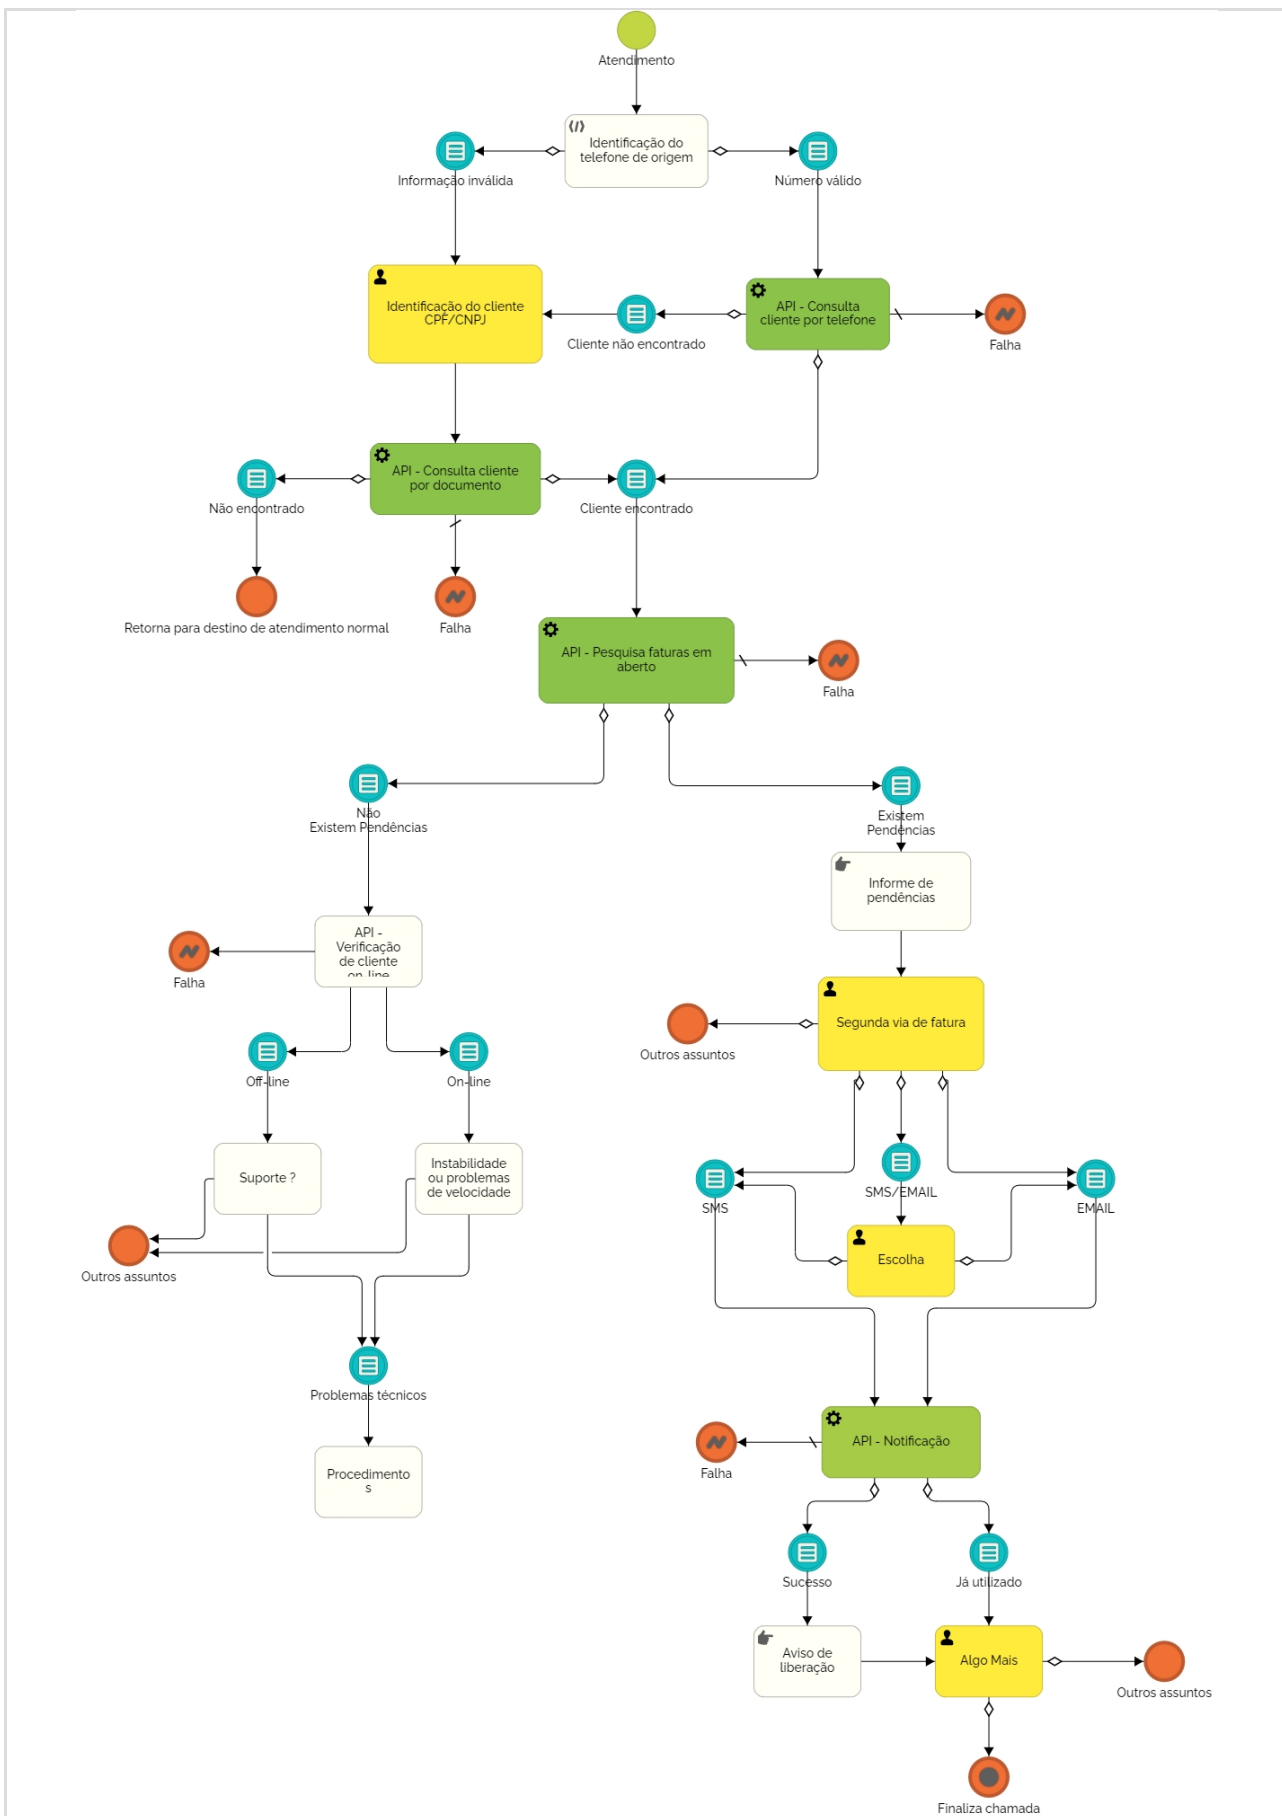 Atendimento
Identificação do
telefone de origem
Informação inválida
Número válido
Identificação do cliente
CPF/CNPJ
Cliente não encontrado
API - Consulta
cliente por telefone
Falha
API - Consulta cliente
por documento
Não encontrado
Cliente encontrado
Retorna para destino de atendimento normal
Falha
API - Pesquisa faturas em
aberto
Falha
Não
Existem Pendências
Existem
Pendências
Informe de
pendências
API -
Verificação
de cliente
on-line
Falha
Segunda via de fatura
Outros assuntos
Off-line
On-line
Suporte ?
Instabilidade
ou problemas
de velocidade
SMS
SMS/EMAIL
EMAIL
Escolha
Outros assuntos
Problemas técnicos
Procedimento
s
API - Notificação
Falha
Sucesso
Já utilizado
Aviso de
liberação
Algo Mais
Outros assuntos
Finaliza chamada